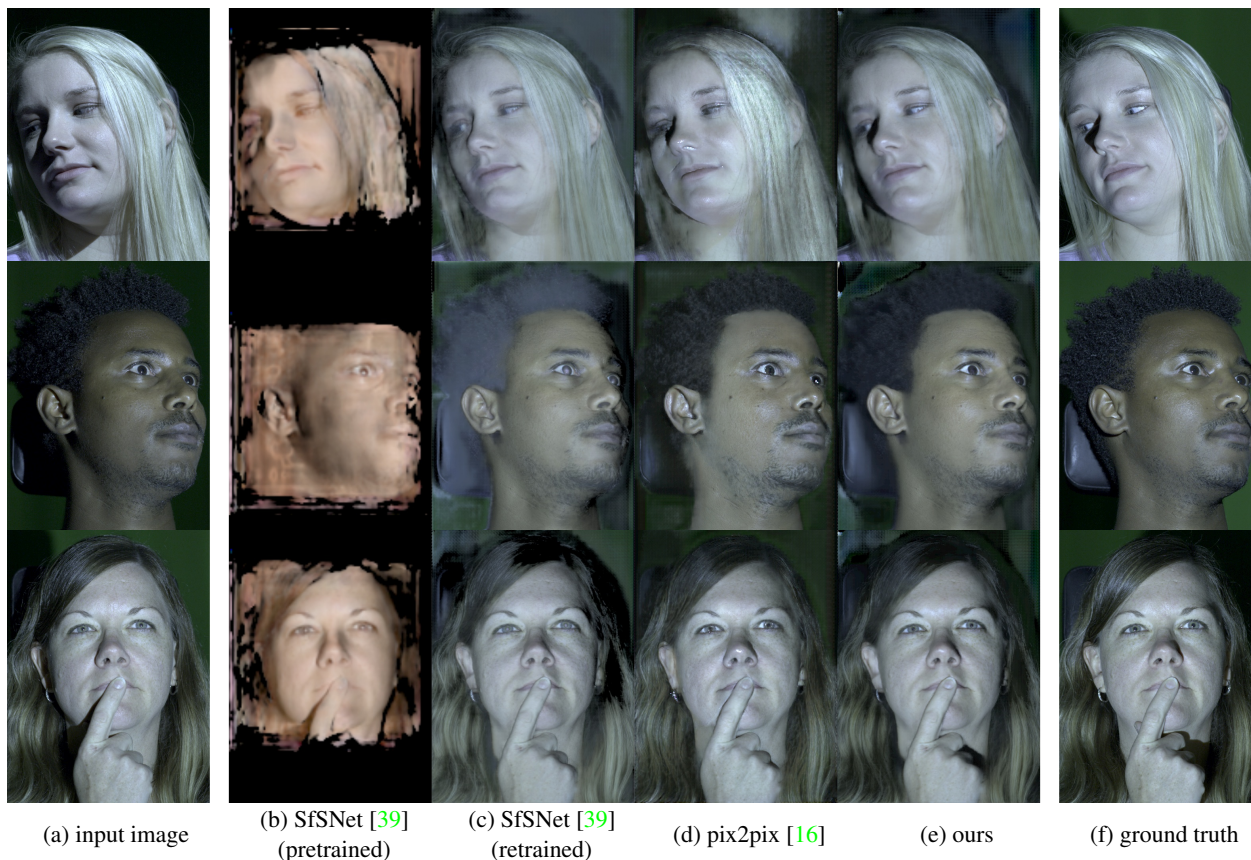 (a) input image
(b) SfSNet [39]
(pretrained)
(c) SfSNet [39]
(retrained)
(d) pix2pix [16]
(e) ours
(f) ground truth